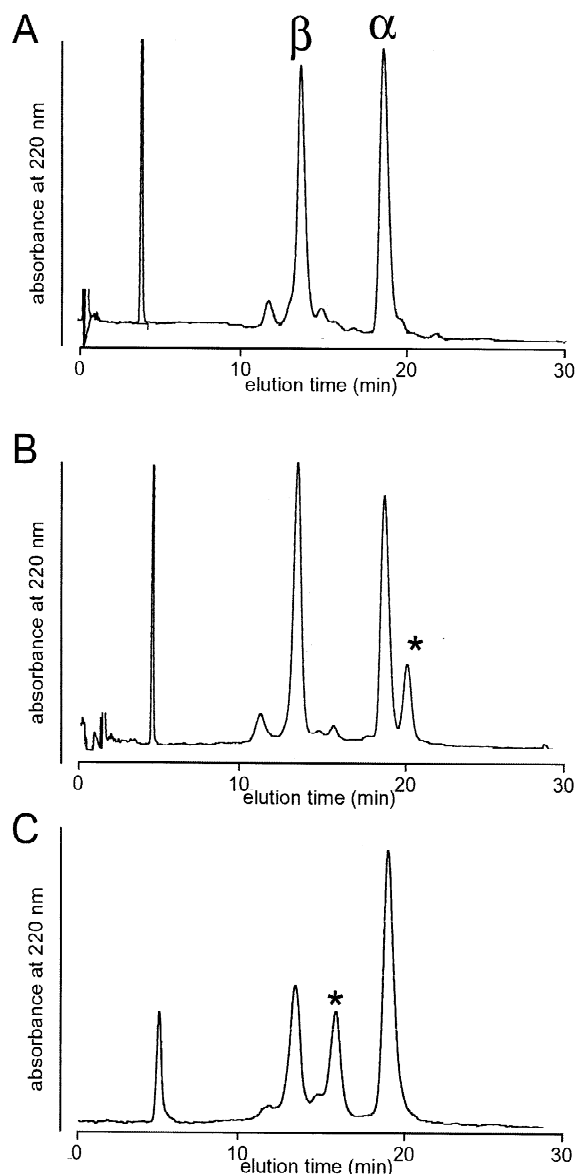 A
β α
absorbance at 220 nm
0 10 20 30
elution time (min)
B
absorbance at 220 nm
*
0 10 20 30
elution time (min)
C
absorbance at 220 nm
*
0 10 20 30
elution time (min)